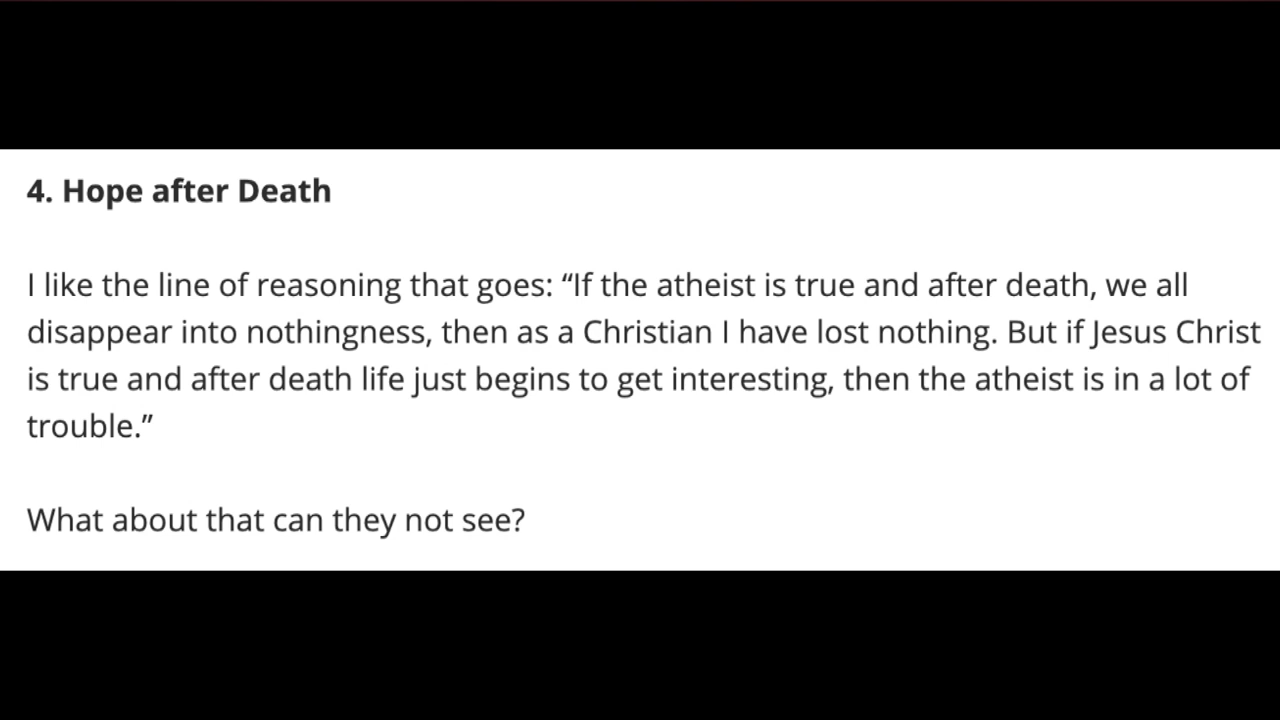 4. Hope after Death
I like the line of reasoning that goes: “If the atheist is true and after death, we all
disappear into nothingness, then as a Christian I have lost nothing. But if Jesus Christ
is true and after death life just begins to get interesting, then the atheist is in a lot of
trouble.”
What about that can they not see?